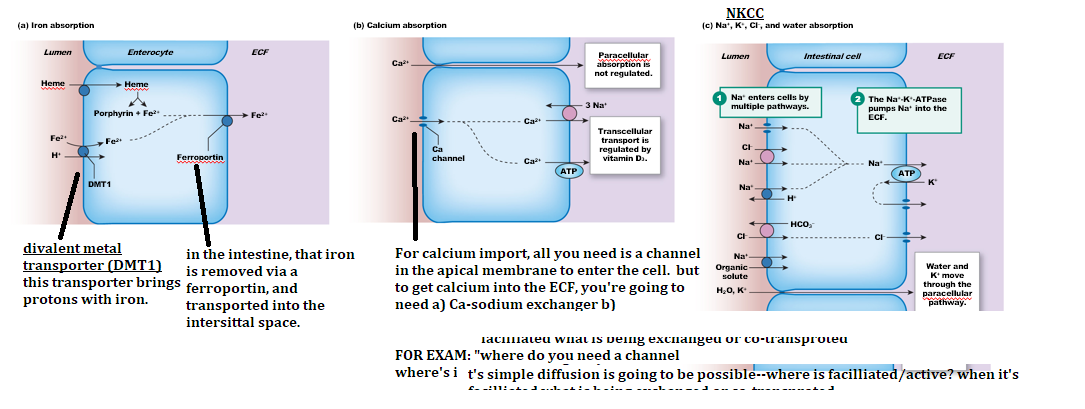 NKCC
(a) Iron absorption
Lumen Enterocyte ECF
Heme Heme
Porphyrin + Fe²⁺
Fe²⁺ Fe²⁺ Fe²⁺
H⁺
Ferroportin
DMT1
divalent metal
transporter (DMT1)
this transporter brings
protons with iron.
in the intestine, that iron
is removed via a
ferroportin, and
transported into the
intersittal space.
(b) Calcium absorption
Ca²⁺
Paracellular
absorption is
not regulated.
3 Na⁺
Ca²⁺ Ca²⁺
Ca
channel
Ca²⁺
ATP
Transcellular
transport is
regulated by
vitamin D₃.
For calcium import, all you need is a channel
in the apical membrane to enter the cell. but
to get calcium into the ECF, you're going to
need a) Ca-sodium exchanger b)
(c) Na⁺, K⁺, Cl⁻, and water absorption
Lumen Intestinal cell ECF
1 Na⁺ enters cells by
multiple pathways.
2 The Na⁺-K⁺-ATPase
pumps Na⁺ into the
ECF.
Na⁺
Cl⁻
Na⁺ Na⁺
ATP
Na⁺ K⁺
H⁺
HCO₃⁻
Cl⁻ Cl⁻
Na⁺
Organic
solute
H₂O, K⁺
Water and
K⁺ move
through the
paracellular
pathway.
facilliated what is being exchanged or co-transproted
FOR EXAM: "where do you need a channel
where's i t's simple diffusion is going to be possible--where is facilliated/active? when it's